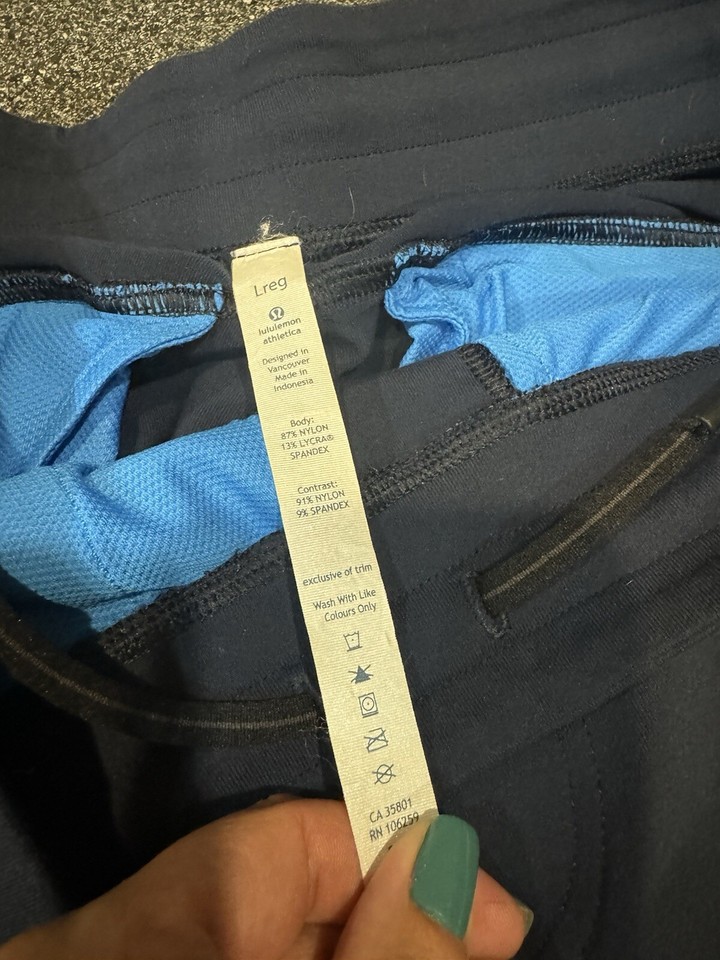 Lreg
lululemon
athletica
Designed in
Vancouver
Made in
Indonesia
Body:
87% NYLON
13% LYCRA®
SPANDEX
Contrast:
91% NYLON
9% SPANDEX
exclusive of trim
Wash With Like
Colours Only
CA 35801
RN 106259